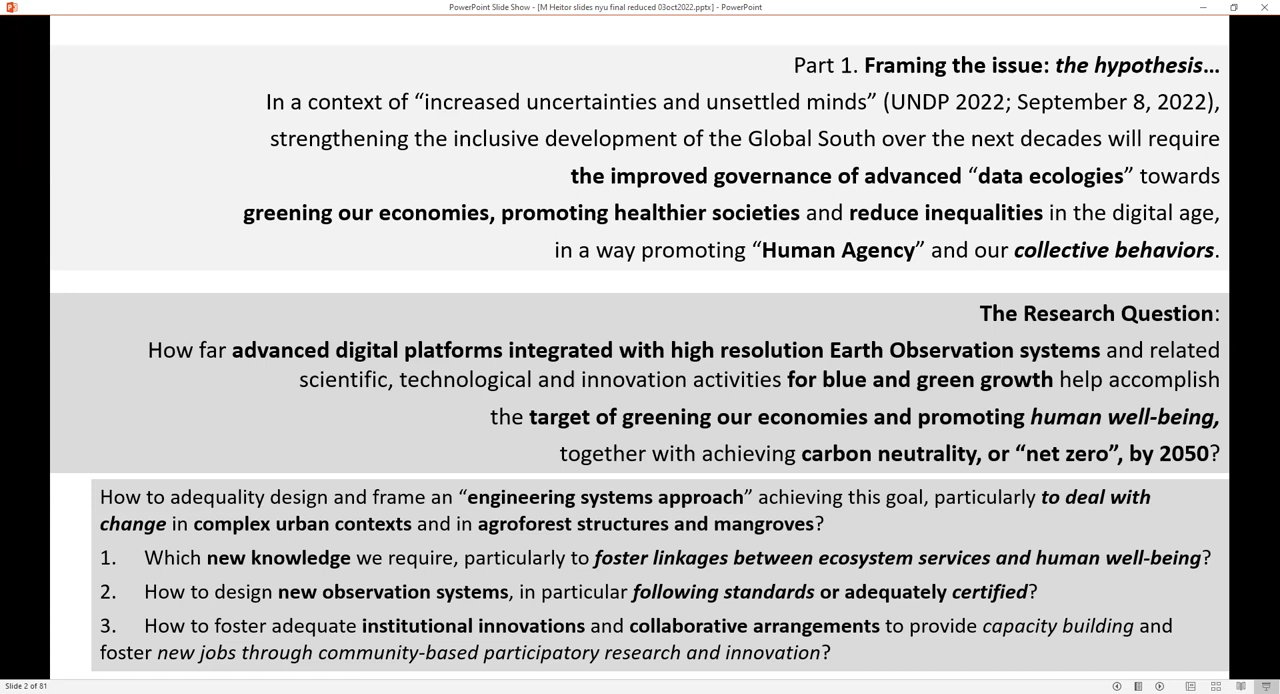 PowerPoint Slide Show - [M Heitor slides nyu final reduced 03oct2022.pptx] - PowerPoint
Part 1. Framing the issue: the hypothesis...
In a context of “increased uncertainties and unsettled minds” (UNDP 2022; September 8, 2022),
strengthening the inclusive development of the Global South over the next decades will require
the improved governance of advanced “data ecologies” towards
greening our economies, promoting healthier societies and reduce inequalities in the digital age,
in a way promoting “Human Agency” and our collective behaviors.
The Research Question:
How far advanced digital platforms integrated with high resolution Earth Observation systems and related
scientific, technological and innovation activities for blue and green growth help accomplish
the target of greening our economies and promoting human well-being,
together with achieving carbon neutrality, or “net zero”, by 2050?
How to adequality design and frame an “engineering systems approach” achieving this goal, particularly to deal with
change in complex urban contexts and in agroforest structures and mangroves?
1. Which new knowledge we require, particularly to foster linkages between ecosystem services and human well-being?
2. How to design new observation systems, in particular following standards or adequately certified?
3. How to foster adequate institutional innovations and collaborative arrangements to provide capacity building and
foster new jobs through community-based participatory research and innovation?
Slide 2 of 81